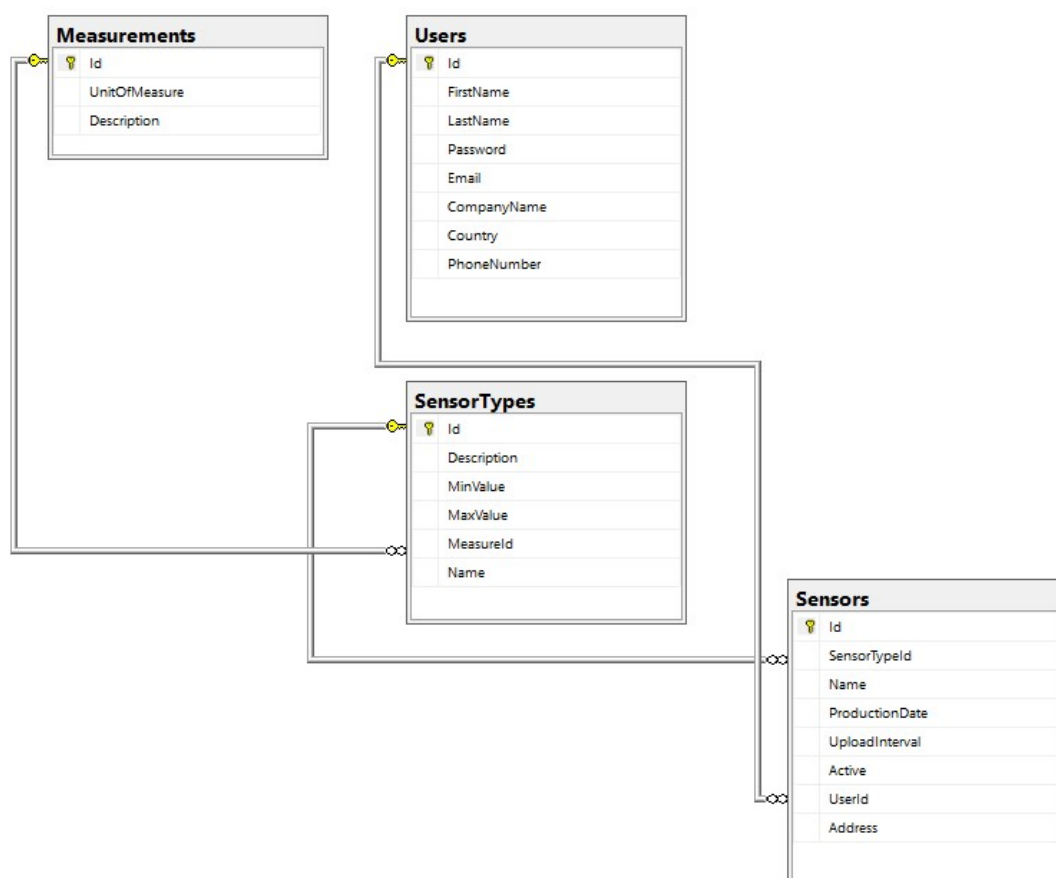 Measurements
Id
UnitOfMeasure
Description
Users
Id
FirstName
LastName
Password
Email
CompanyName
Country
PhoneNumber
SensorTypes
Id
Description
MinValue
MaxValue
MeasureId
Name
Sensors
Id
SensorTypeId
Name
ProductionDate
UploadInterval
Active
UserId
Address